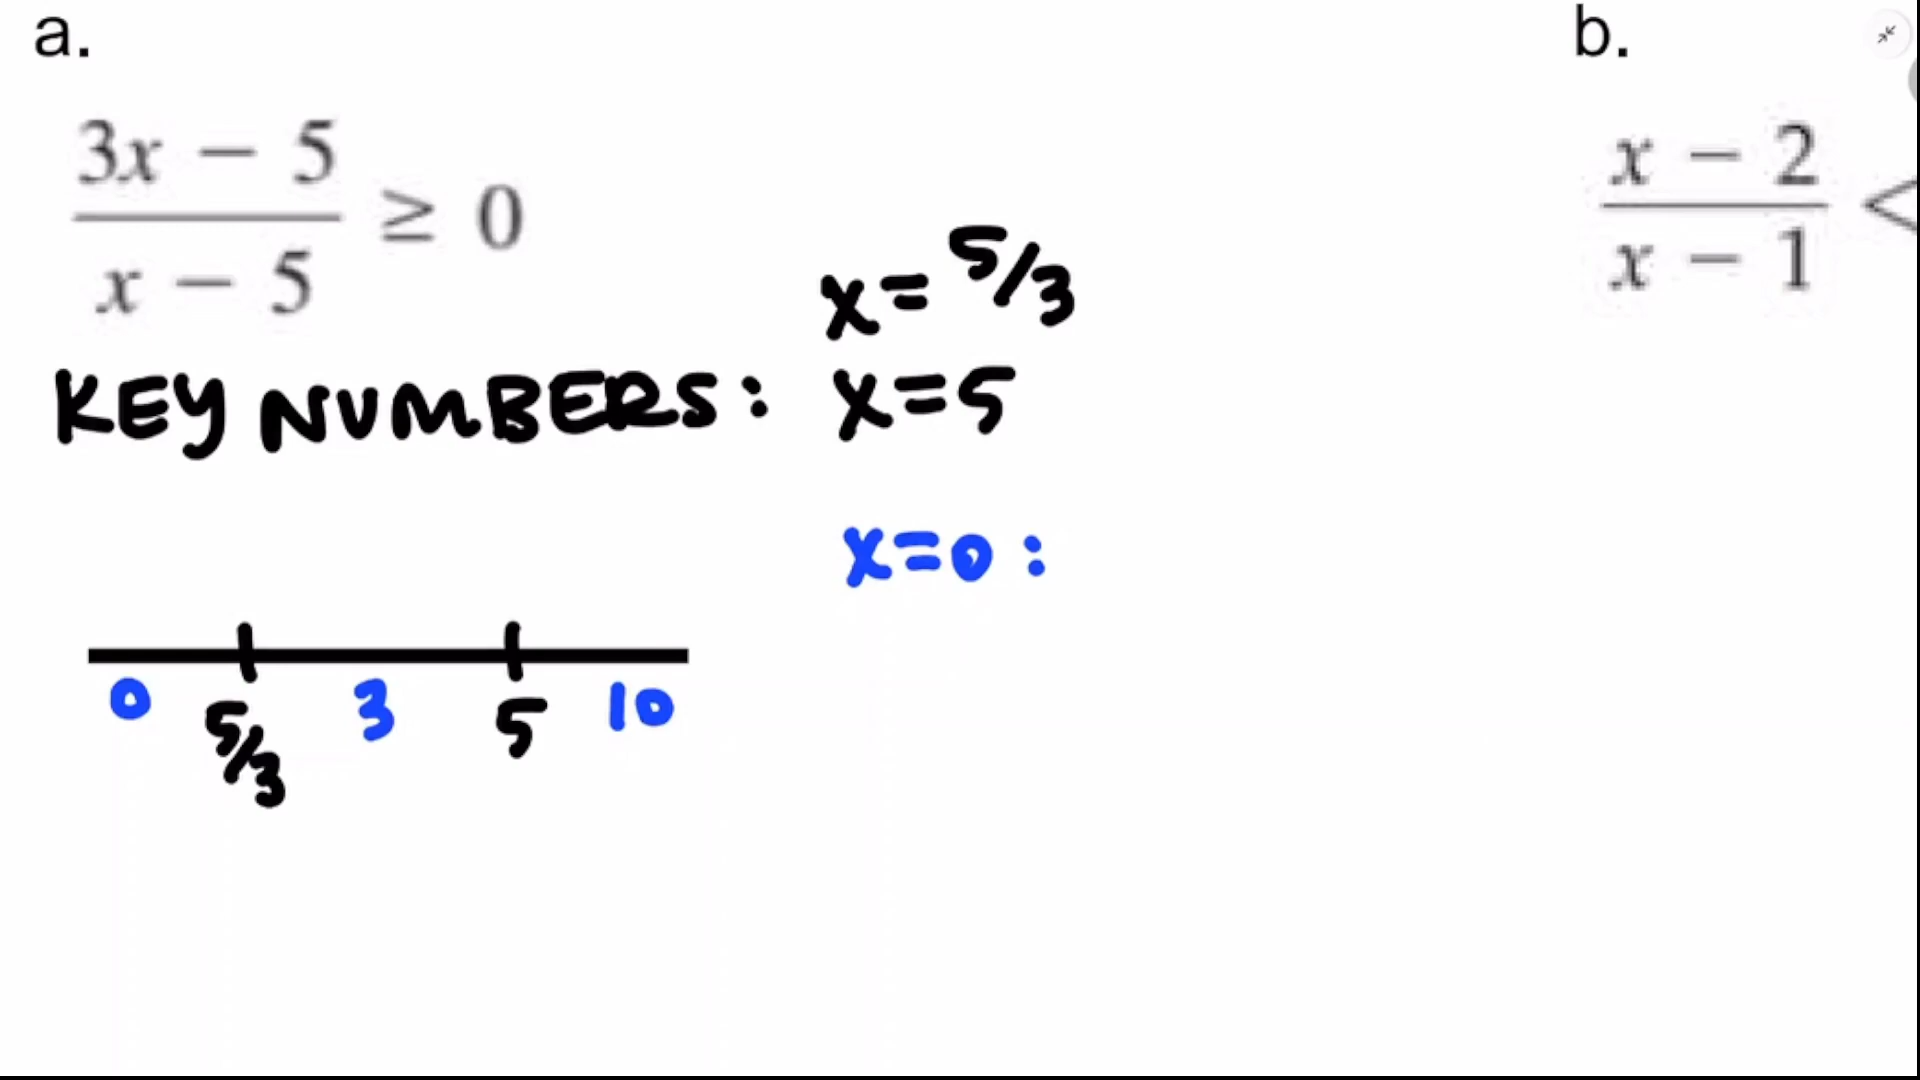 a.
b.
3x − 5
x − 5
≥ 0
x − 2
x − 1
<
x = 5/3
KEY NUMBERS: x = 5
x = 0 :
0 5/3 3 5 10